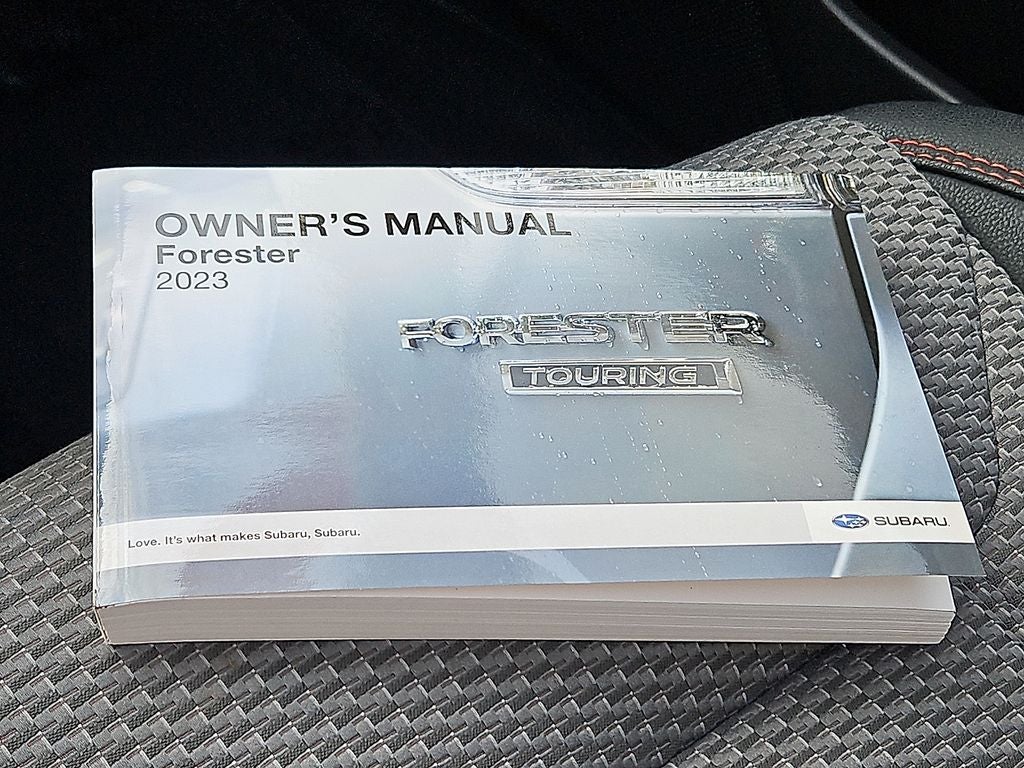 OWNER'S MANUAL
Forester
2023
FORESTER
TOURING
Love. It's what makes Subaru, Subaru.
SUBARU.